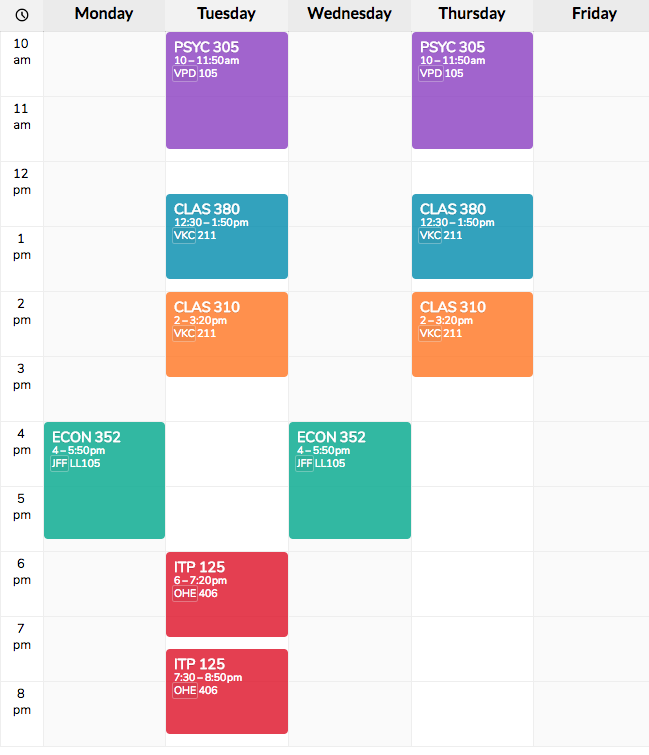 Monday Tuesday Wednesday Thursday Friday
10 am
PSYC 305
10 – 11:50am
VPD 105
PSYC 305
10 – 11:50am
VPD 105
11 am
12 pm
CLAS 380
12:30 – 1:50pm
VKC 211
CLAS 380
12:30 – 1:50pm
VKC 211
1 pm
2 pm
CLAS 310
2 – 3:20pm
VKC 211
CLAS 310
2 – 3:20pm
VKC 211
3 pm
4 pm
ECON 352
4 – 5:50pm
JFF LL105
ECON 352
4 – 5:50pm
JFF LL105
5 pm
6 pm
ITP 125
6 – 7:20pm
OHE 406
7 pm
ITP 125
7:30 – 8:50pm
OHE 406
8 pm